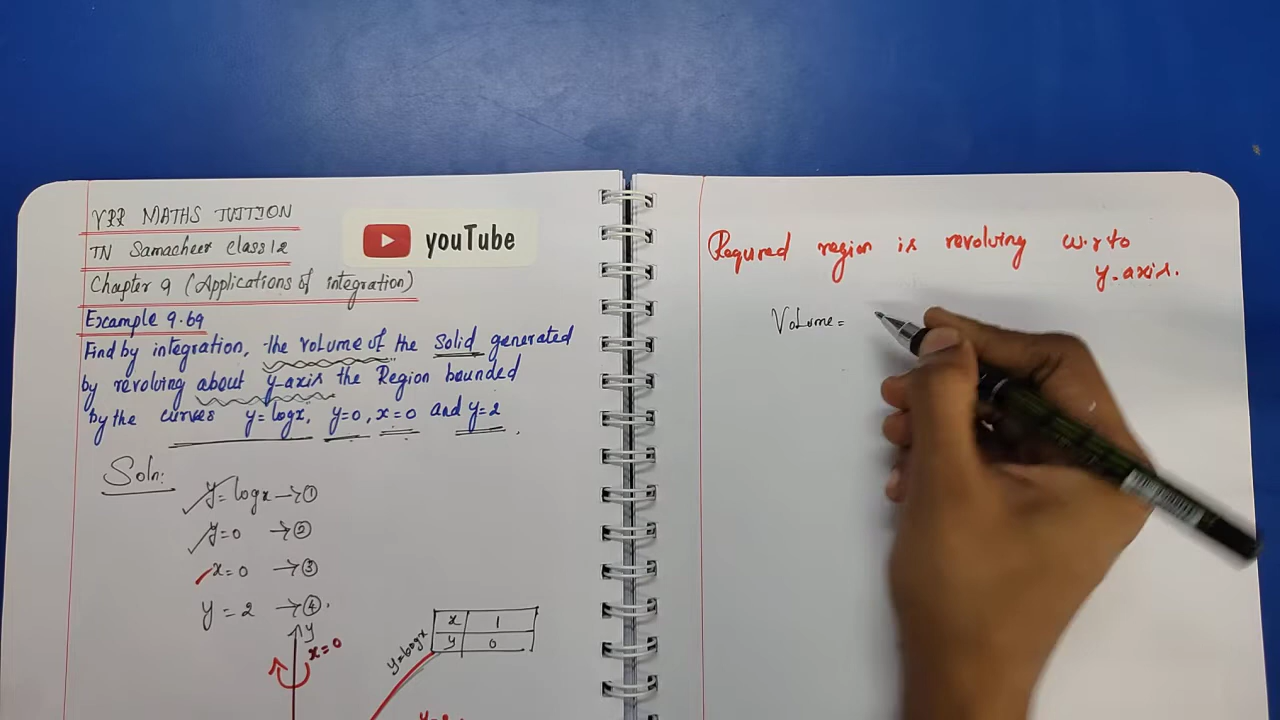 VRR MATHS TUITION
TN Samacheer Class 12
Chapter 9 (Applications of integration)
Example 9.69
Find by integration, the volume of the solid generated
by revolving about y-axis the Region bounded
by the curves y=logx, y=0, x=0 and y=2.
Soln:
y=logx→①
y=0 →②
x=0 →③
y=2 →④.
y
x=0
y=logx
x 1
y 0
youTube
Required region is revolving w.r to
y-axis.
Volume=